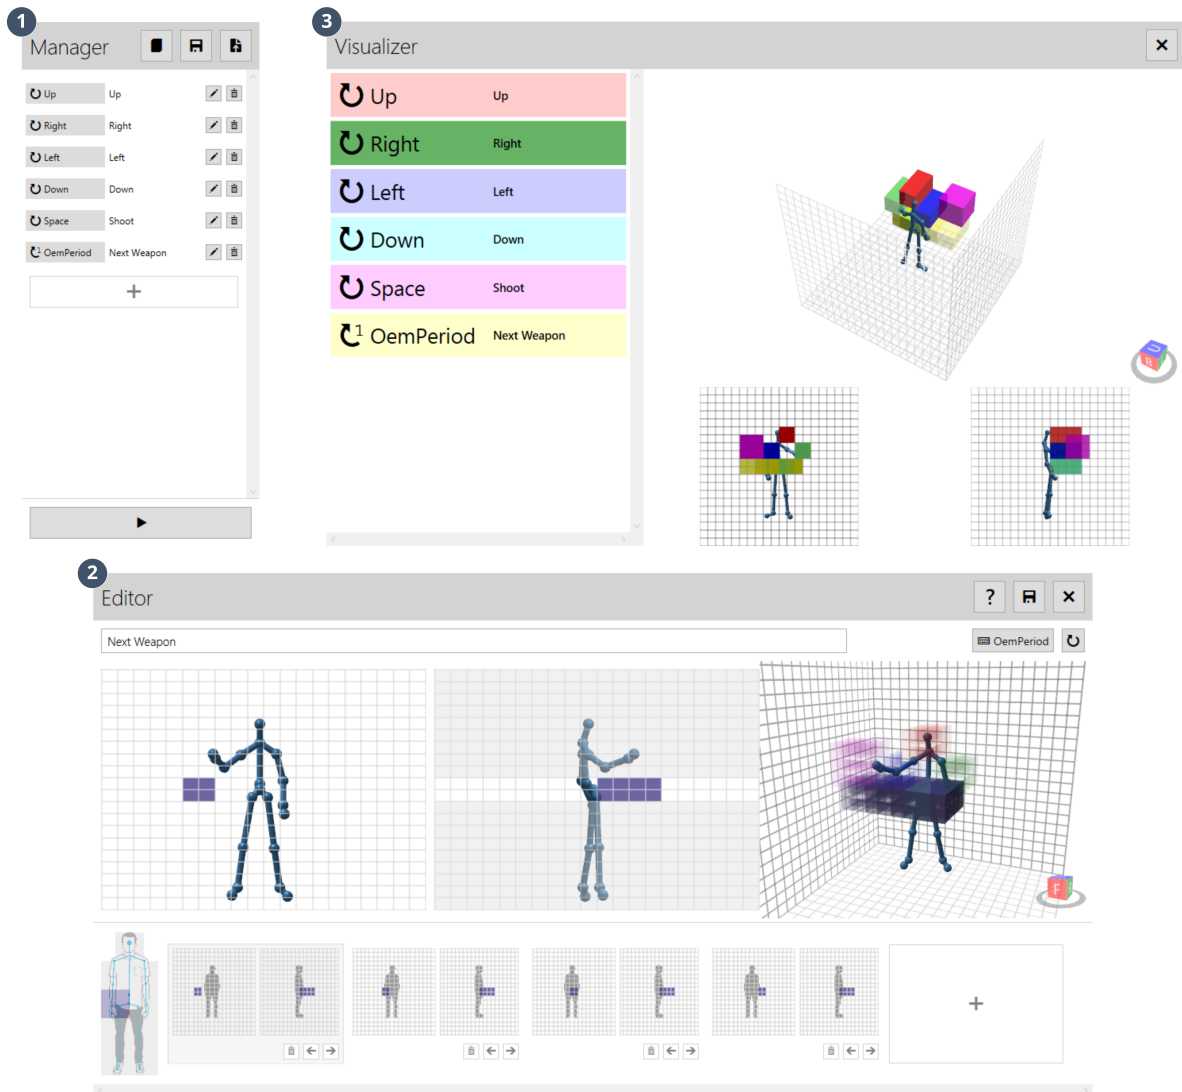 1
Manager
Up Up
Right Right
Left Left
Down Down
Space Shoot
1 OemPeriod Next Weapon
+
3
Visualizer
Up Up
Right Right
Left Left
Down Down
Space Shoot
1 OemPeriod Next Weapon
U
B
2
Editor
?
Next Weapon
OemPeriod
F
+